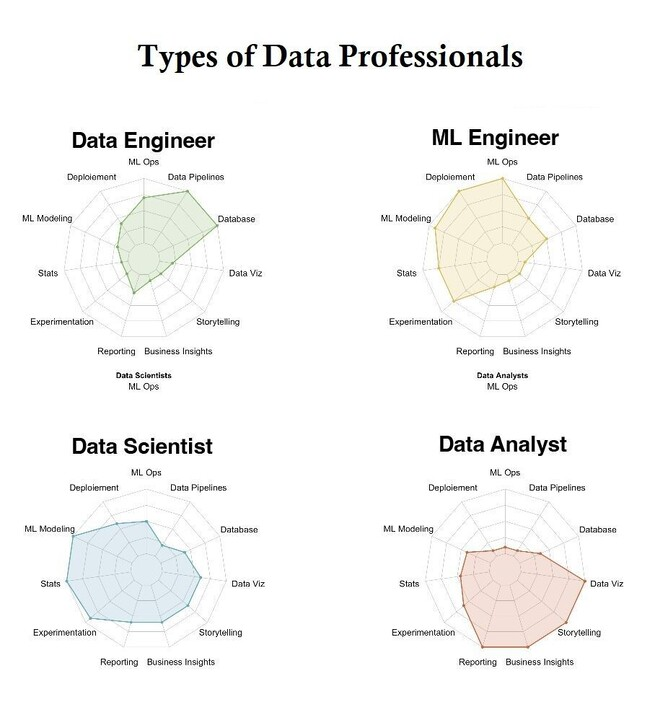 Types of Data Professionals
Data Engineer
ML Ops
Deploiement
Data Pipelines
ML Modeling
Database
Stats
Data Viz
Experimentation
Storytelling
Reporting
Business Insights
Data Scientists
ML Ops
ML Engineer
ML Ops
Deploiement
Data Pipelines
ML Modeling
Database
Stats
Data Viz
Experimentation
Storytelling
Reporting
Business Insights
Data Analysts
ML Ops
Data Scientist
ML Ops
Deploiement
Data Pipelines
ML Modeling
Database
Stats
Data Viz
Experimentation
Storytelling
Reporting
Business Insights
Data Analyst
ML Ops
Deploiement
Data Pipelines
ML Modeling
Database
Stats
Data Viz
Experimentation
Storytelling
Reporting
Business Insights